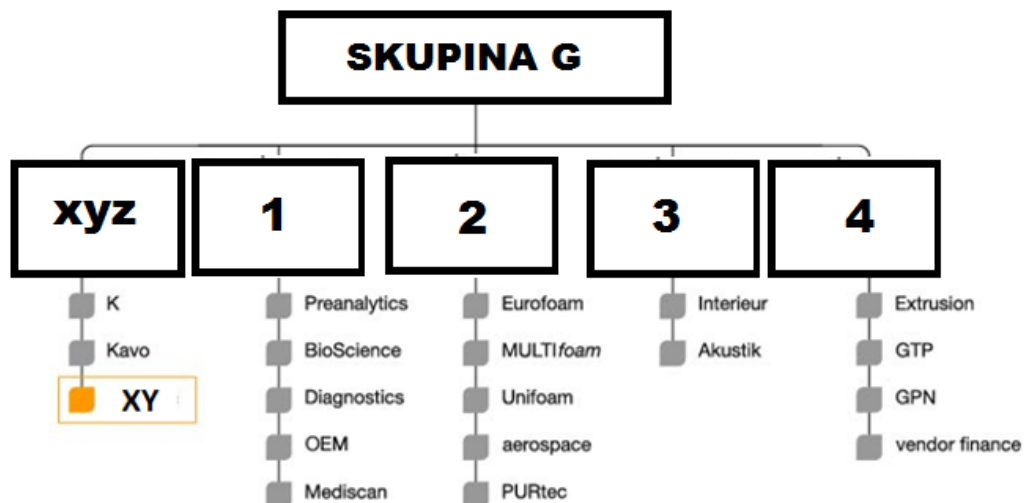 SKUPINA G
xyz
1
2
3
4
K
Kavo
XY
Preanalytics
BioScience
Diagnostics
OEM
Mediscan
Eurofoam
MULTIfoam
Unifoam
aerospace
PURtec
Interieur
Akustik
Extrusion
GTP
GPN
vendor finance